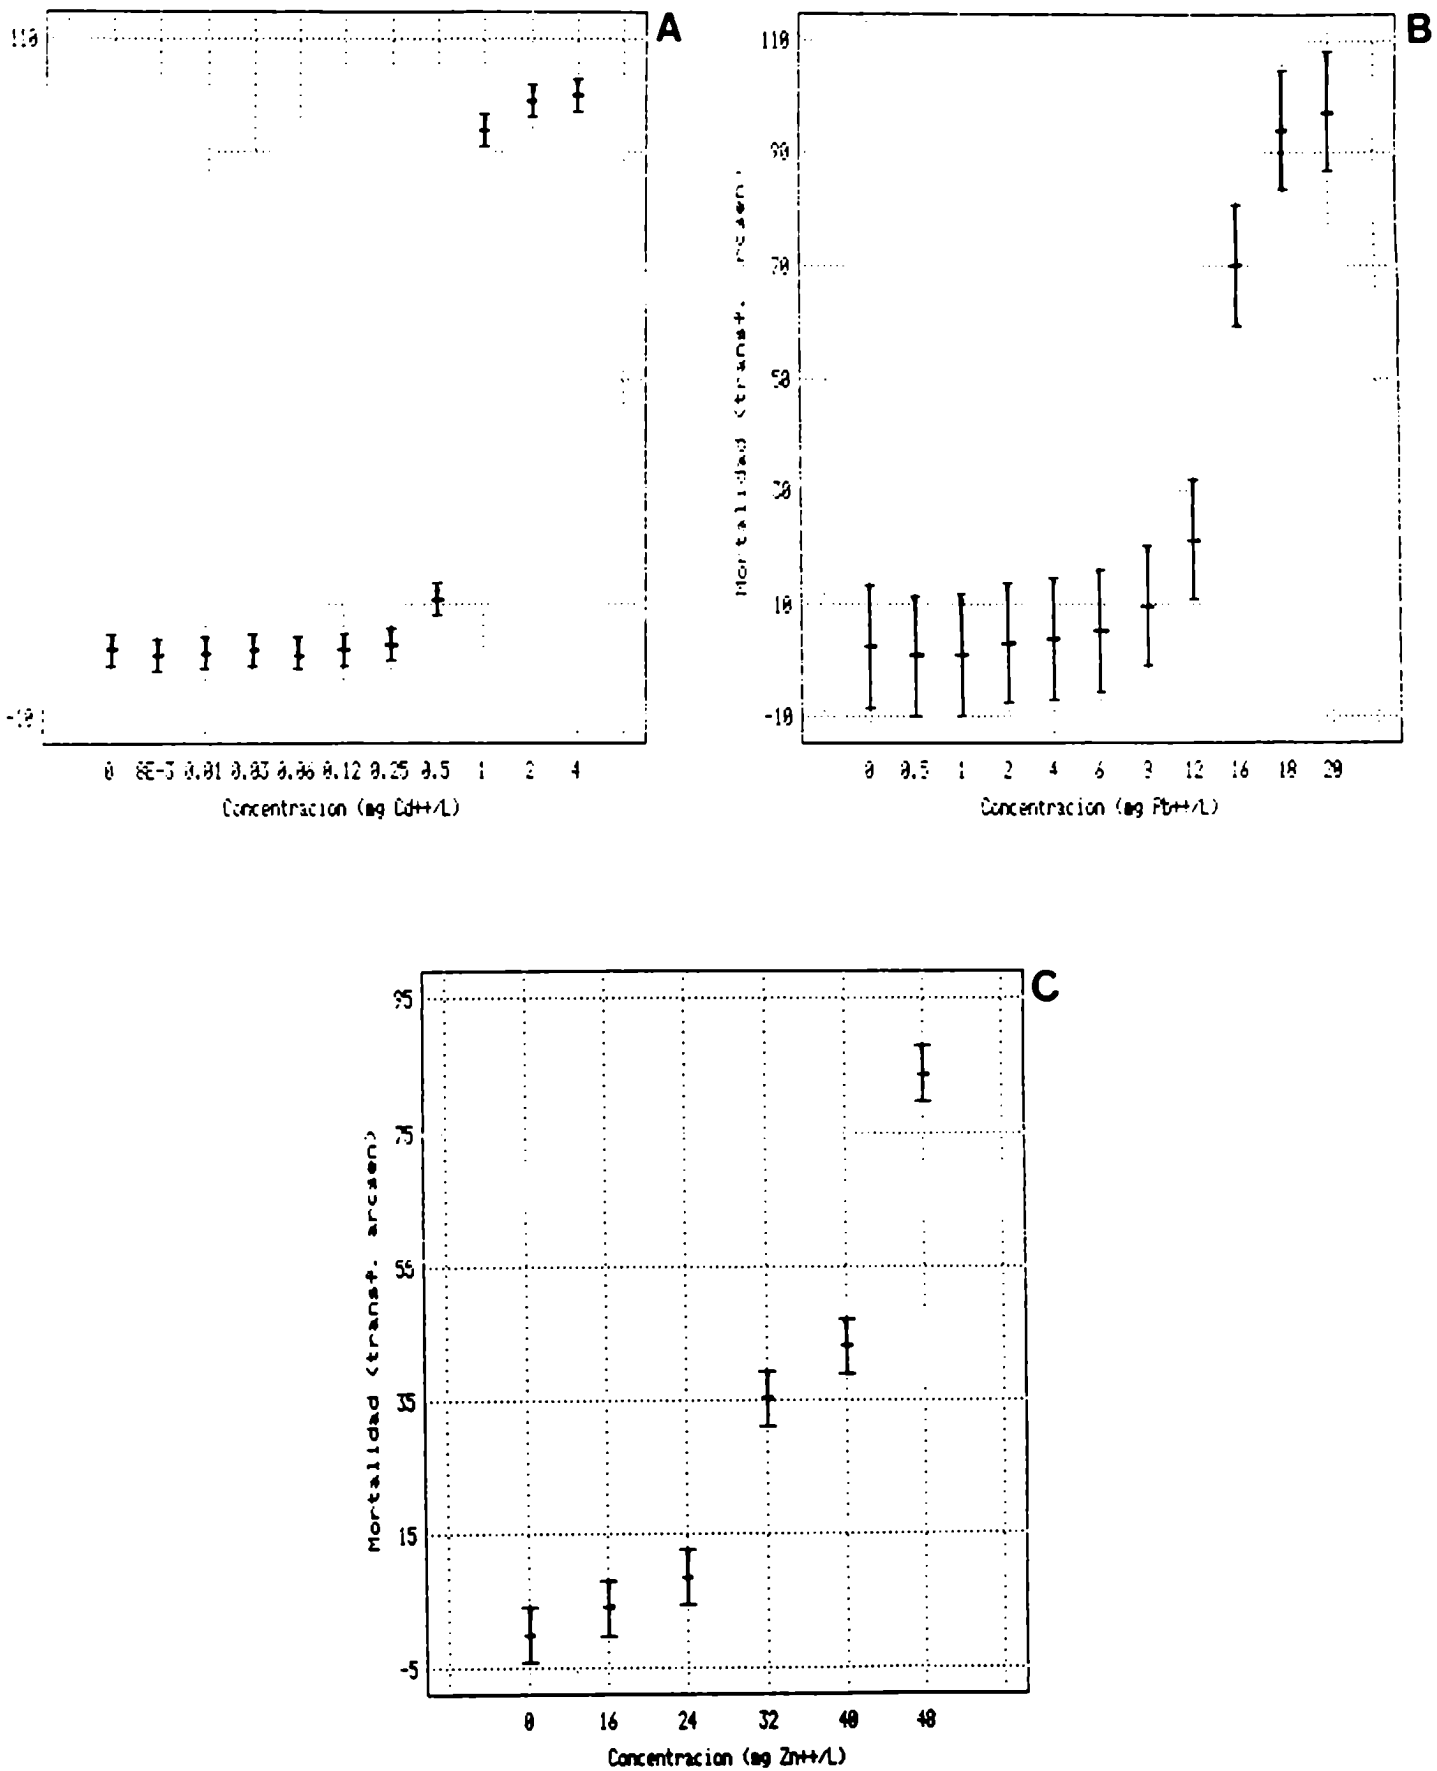 A
110
-10
0 8E-3 0.01 0.03 0.06 0.12 0.25 0.5 1 2 4
Concentracion (mg Cd++/L)
B
Mortalidad (transf.
110
90
70
50
30
10
-10
0 0.5 1 2 4 6 12 16 18 20
Concentracion (mg Pb++/L)
C
Mortalidad (transf. arcsen)
95
75
55
35
15
-5
0 16 24 32 40 48
Concentracion (mg Zn++/L)